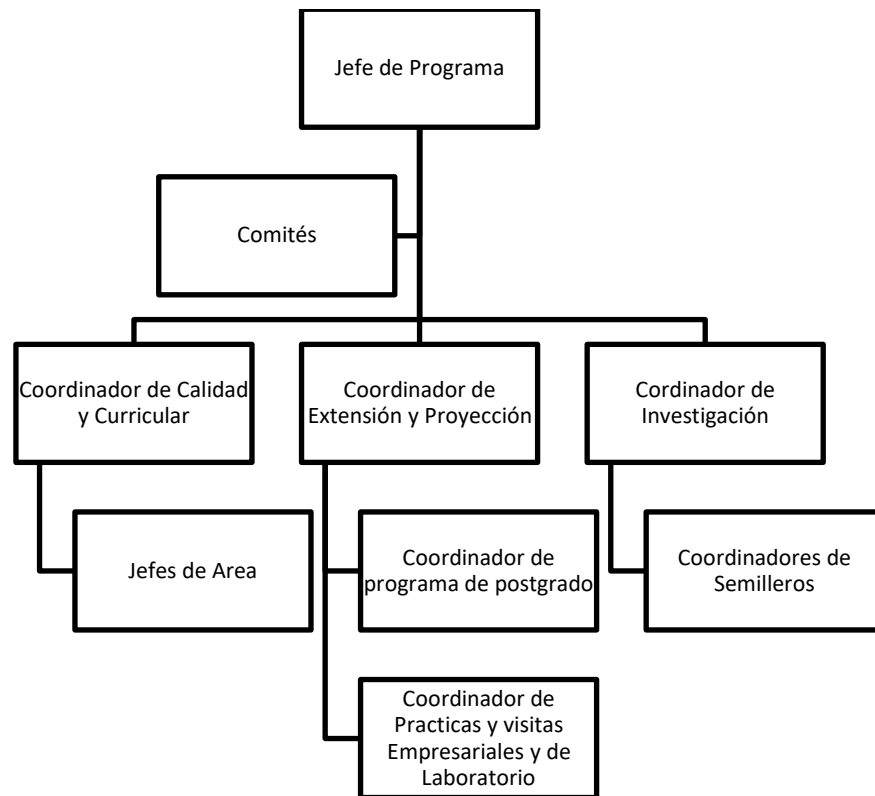 Jefe de Programa
Comités
Coordinador de Calidad
y Curricular
Coordinador de
Extensión y Proyección
Cordinador de
Investigación
Jefes de Area
Coordinador de
programa de postgrado
Coordinadores de
Semilleros
Coordinador de
Practicas y visitas
Empresariales y de
Laboratorio